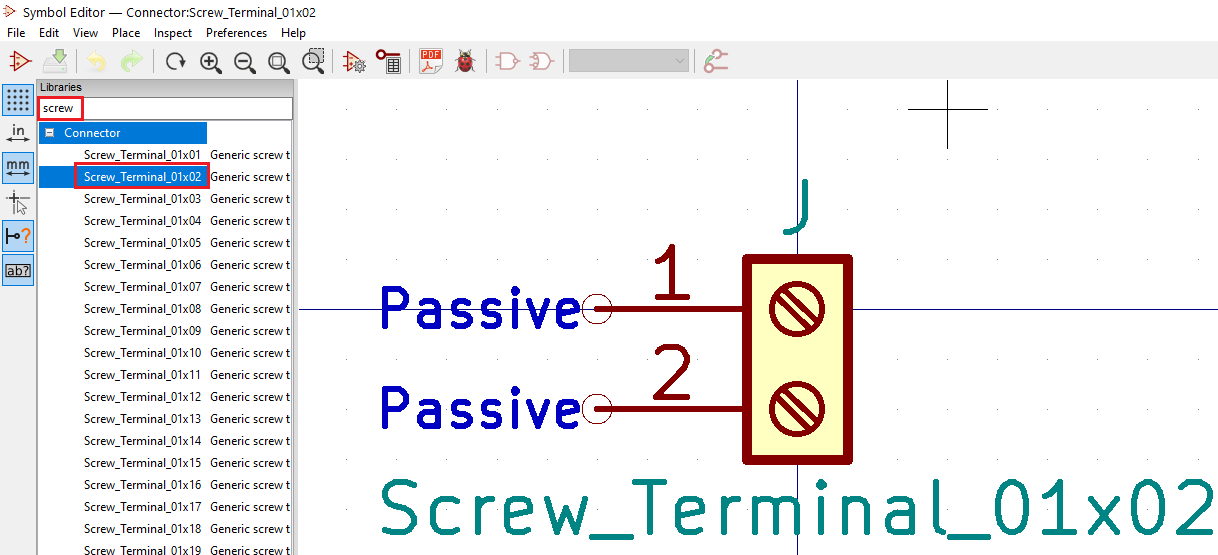 Symbol Editor — Connector:Screw_Terminal_01x02
File Edit View Place Inspect Preferences Help
PDF
Libraries
screw
in
mm
ab?
Connector
Screw_Terminal_01x01 Generic screw t
Screw_Terminal_01x02 Generic screw t
Screw_Terminal_01x03 Generic screw t
Screw_Terminal_01x04 Generic screw t
Screw_Terminal_01x05 Generic screw t
Screw_Terminal_01x06 Generic screw t
Screw_Terminal_01x07 Generic screw t
Screw_Terminal_01x08 Generic screw t
Screw_Terminal_01x09 Generic screw t
Screw_Terminal_01x10 Generic screw t
Screw_Terminal_01x11 Generic screw t
Screw_Terminal_01x12 Generic screw t
Screw_Terminal_01x13 Generic screw t
Screw_Terminal_01x14 Generic screw t
Screw_Terminal_01x15 Generic screw t
Screw_Terminal_01x16 Generic screw t
Screw_Terminal_01x17 Generic screw t
Screw_Terminal_01x18 Generic screw t
Screw_Terminal_01x19 Generic screw t
J
Passive 1
Passive 2
Screw_Terminal_01x02